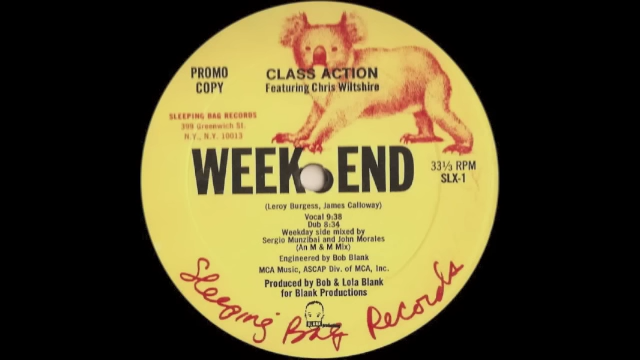 PROMO
COPY
CLASS ACTION
Featuring Chris Wiltshire
SLEEPING BAG RECORDS
399 Greenwich St.
N.Y., N.Y. 10013
WEEKEND
33⅓ RPM
SLX-1
(Leroy Burgess, James Calloway)
Vocal 9:38
Dub 8:34
Weekday side mixed by
Sergio Munzibai and John Morales
(An M & M Mix)
Engineered by Bob Blank
MCA Music, ASCAP Div. of MCA, Inc.
Produced by Bob & Lola Blank
for Blank Productions
Sleeping Bag Records